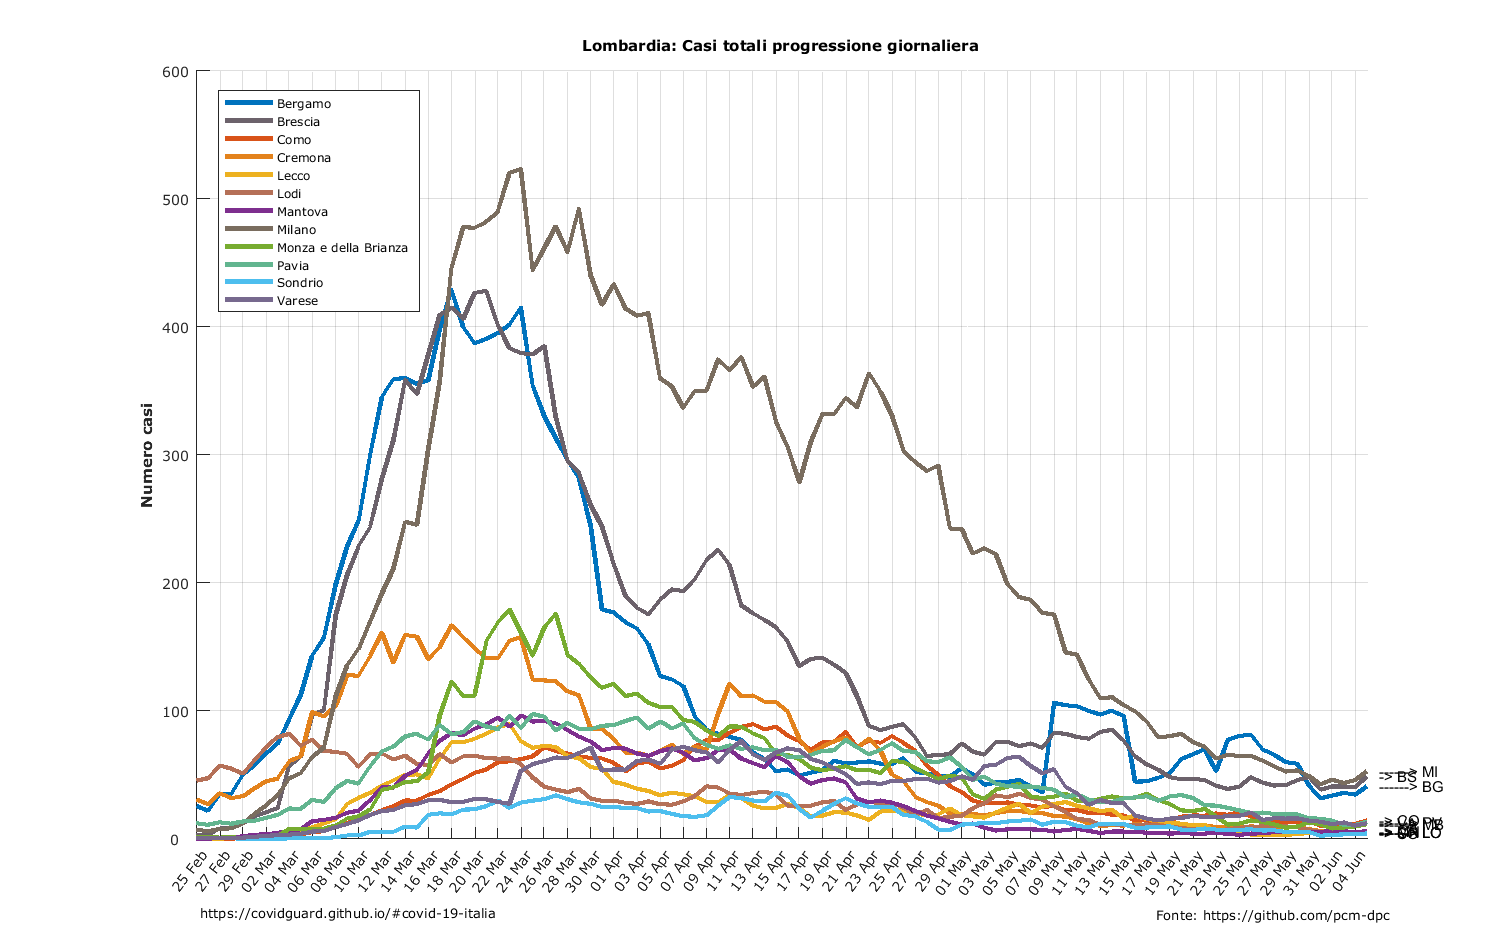 Lombardia: Casi totali progressione giornaliera
600
500
400
300
200
100
0
Numero casi
Bergamo
Brescia
Como
Cremona
Lecco
Lodi
Mantova
Milano
Monza e della Brianza
Pavia
Sondrio
Varese
MI
BS
------> BG
25 Feb
27 Feb
29 Feb
02 Mar
04 Mar
06 Mar
08 Mar
10 Mar
12 Mar
14 Mar
16 Mar
18 Mar
20 Mar
22 Mar
24 Mar
26 Mar
28 Mar
30 Mar
01 Apr
03 Apr
05 Apr
07 Apr
09 Apr
11 Apr
13 Apr
15 Apr
17 Apr
19 Apr
21 Apr
23 Apr
25 Apr
27 Apr
29 Apr
01 May
03 May
05 May
07 May
09 May
11 May
13 May
15 May
17 May
19 May
21 May
23 May
25 May
27 May
29 May
31 May
02 Jun
04 Jun
https://covidguard.github.io/#covid-19-italia
Fonte: https://github.com/pcm-dpc